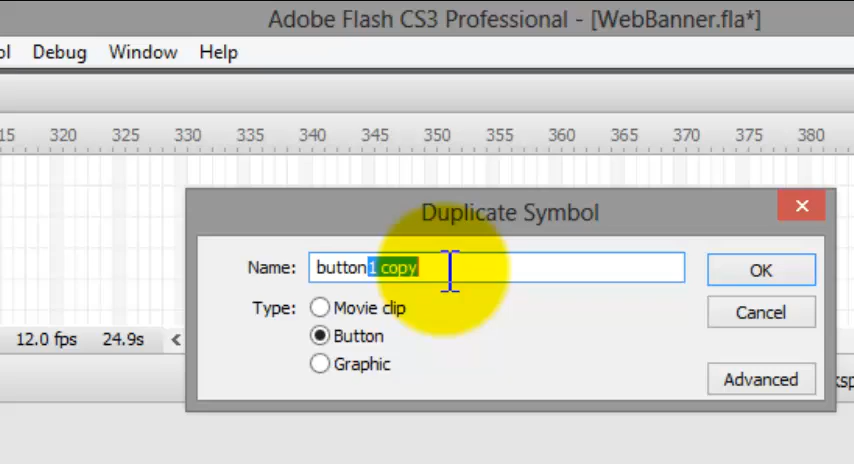 Adobe Flash CS3 Professional - [WebBanner.fla*]
ol Debug Window Help
15 320 325 330 335 340 345 350 355 360 365 370 375 380
Duplicate Symbol
Name: button1 copy OK
Type: Movie clip Cancel
12.0 fps 24.9s Button
Graphic Advanced
ksp